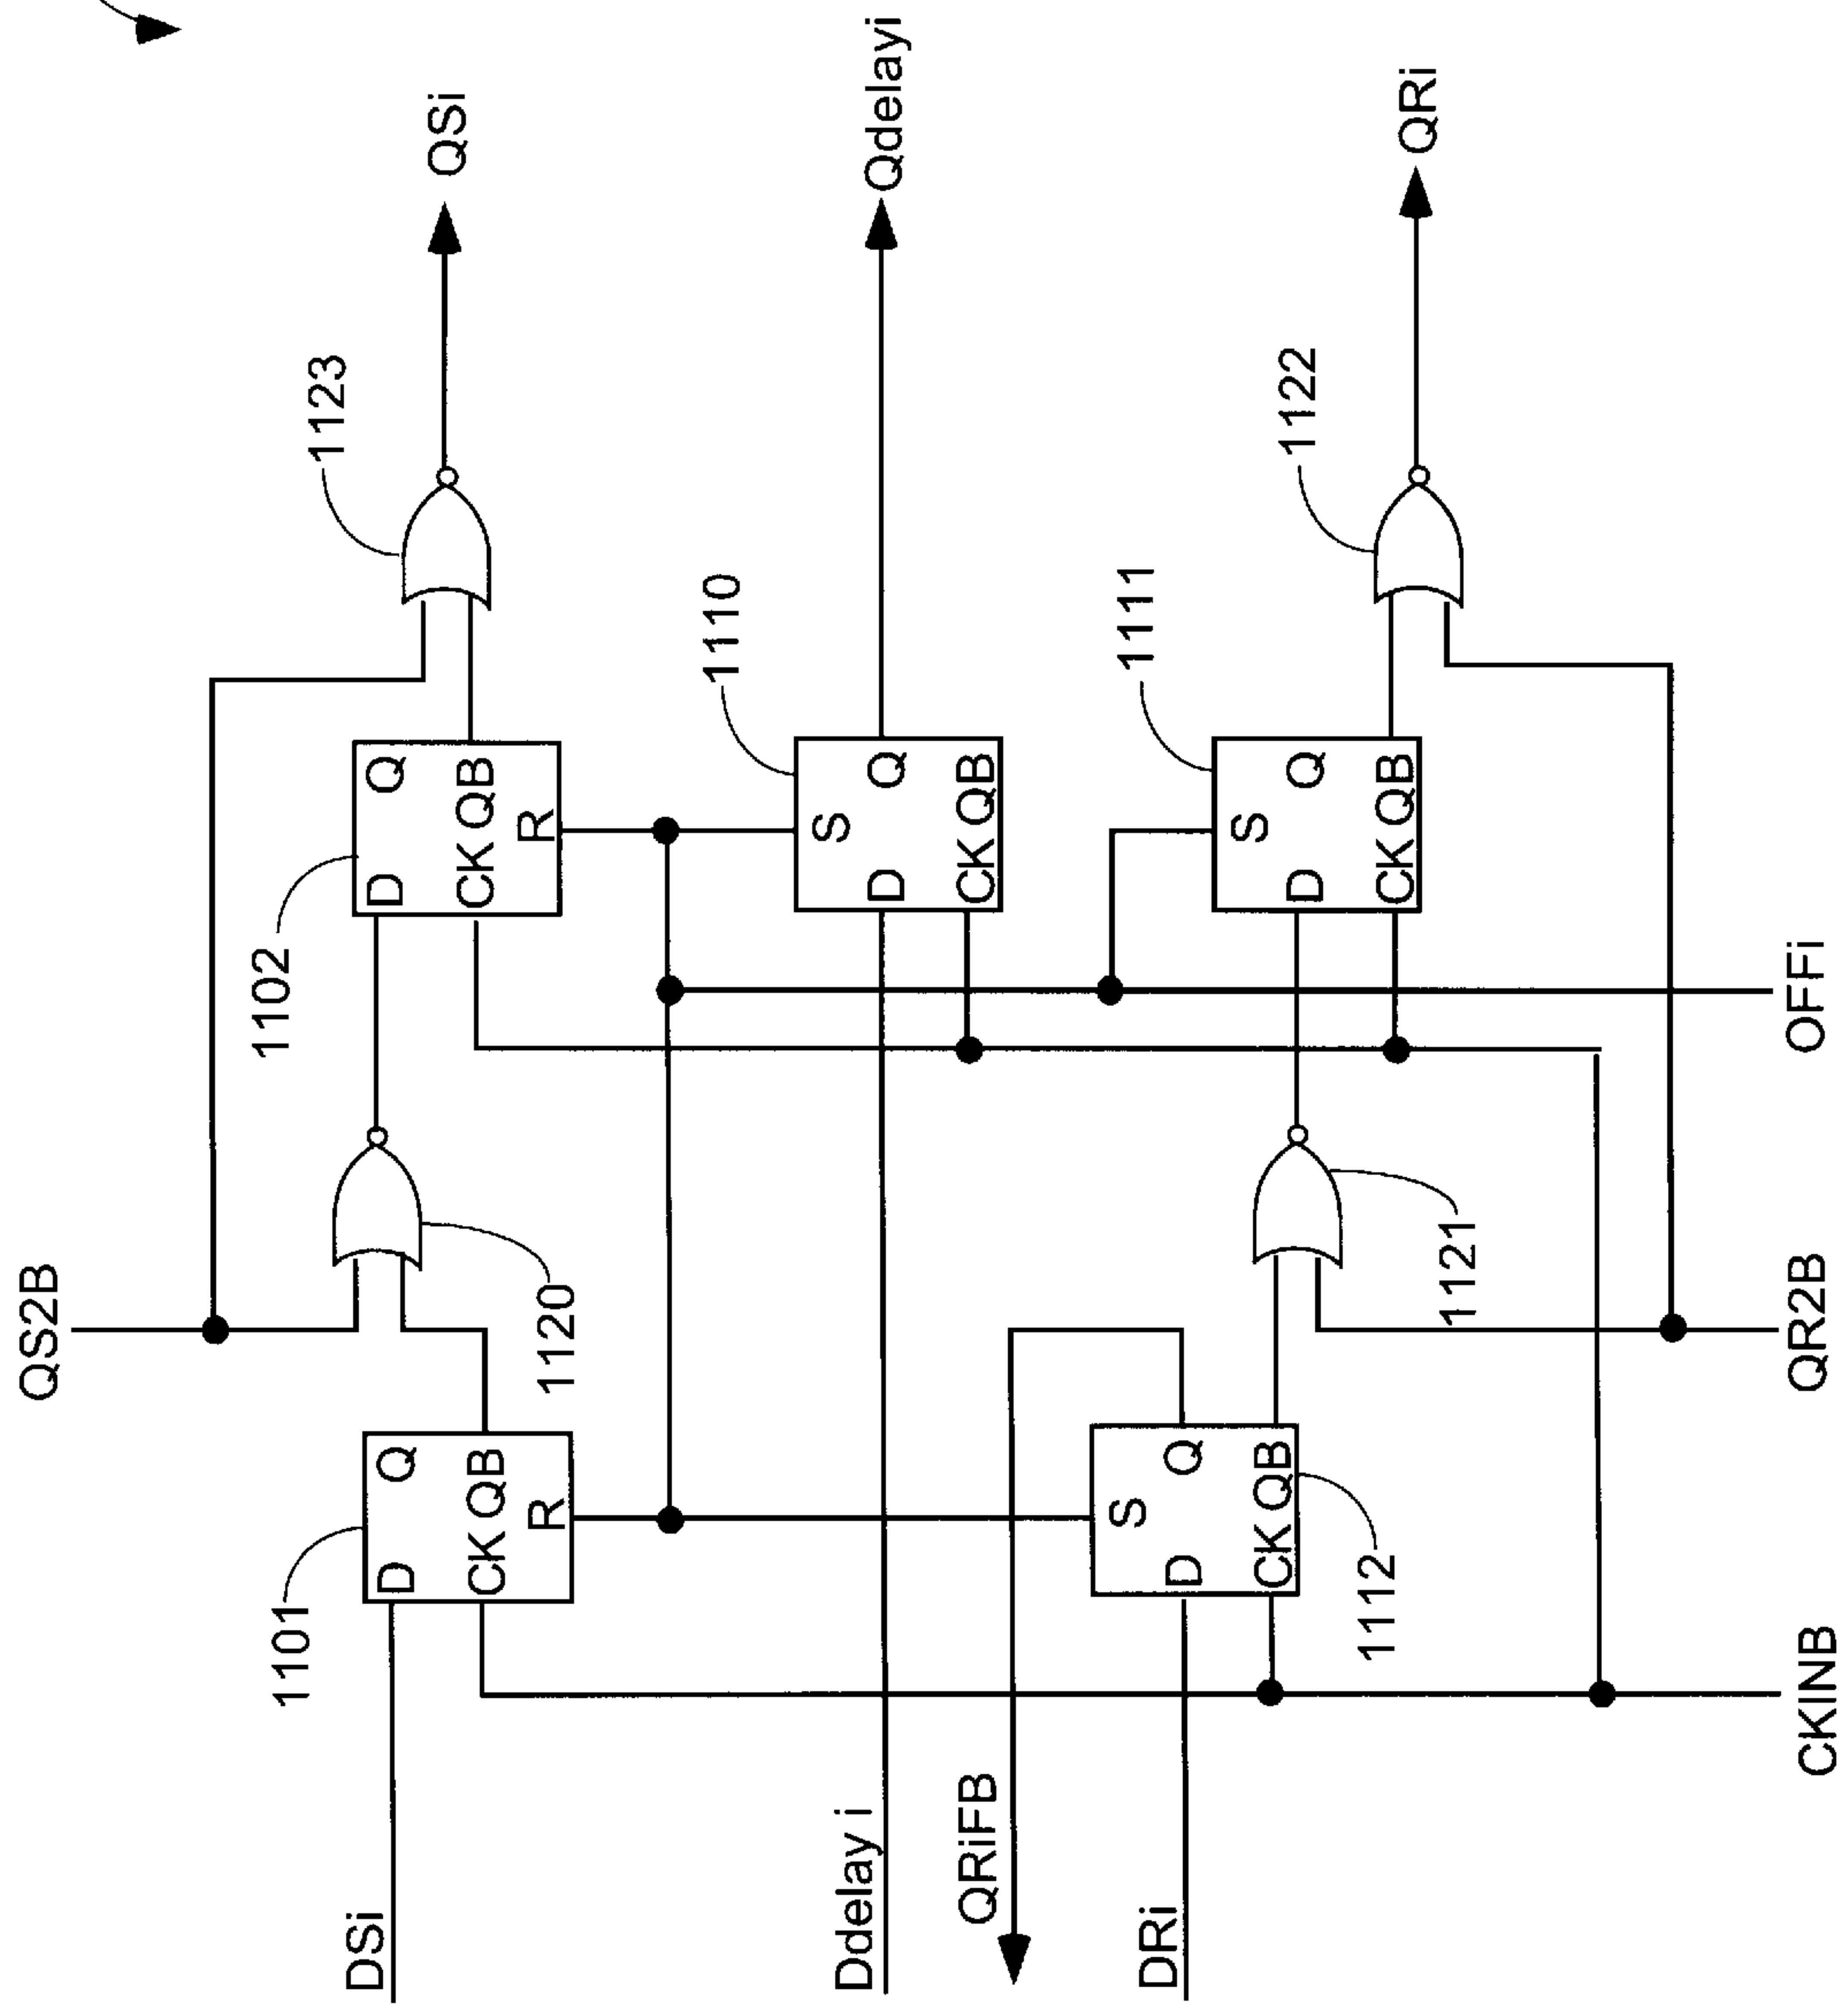 QS2B
DSi
1101
D
Q
CK QB
R
1120
1102
D
Q
CK QB
R
1123
QSi
Ddelay i
1110
S
D
Q
CK QB
Qdelayi
QRiFB
DRi
S
D
Q
CK QB
1112
1121
1111
S
D
Q
CK QB
1122
QRi
CKINB
QR2B
OFFi